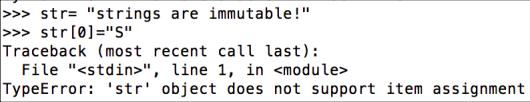 >>> str= "strings are immutable!"
>>> str[0]="S"
Traceback (most recent call last):
  File "<stdin>", line 1, in <module>
TypeError: 'str' object does not support item assignment